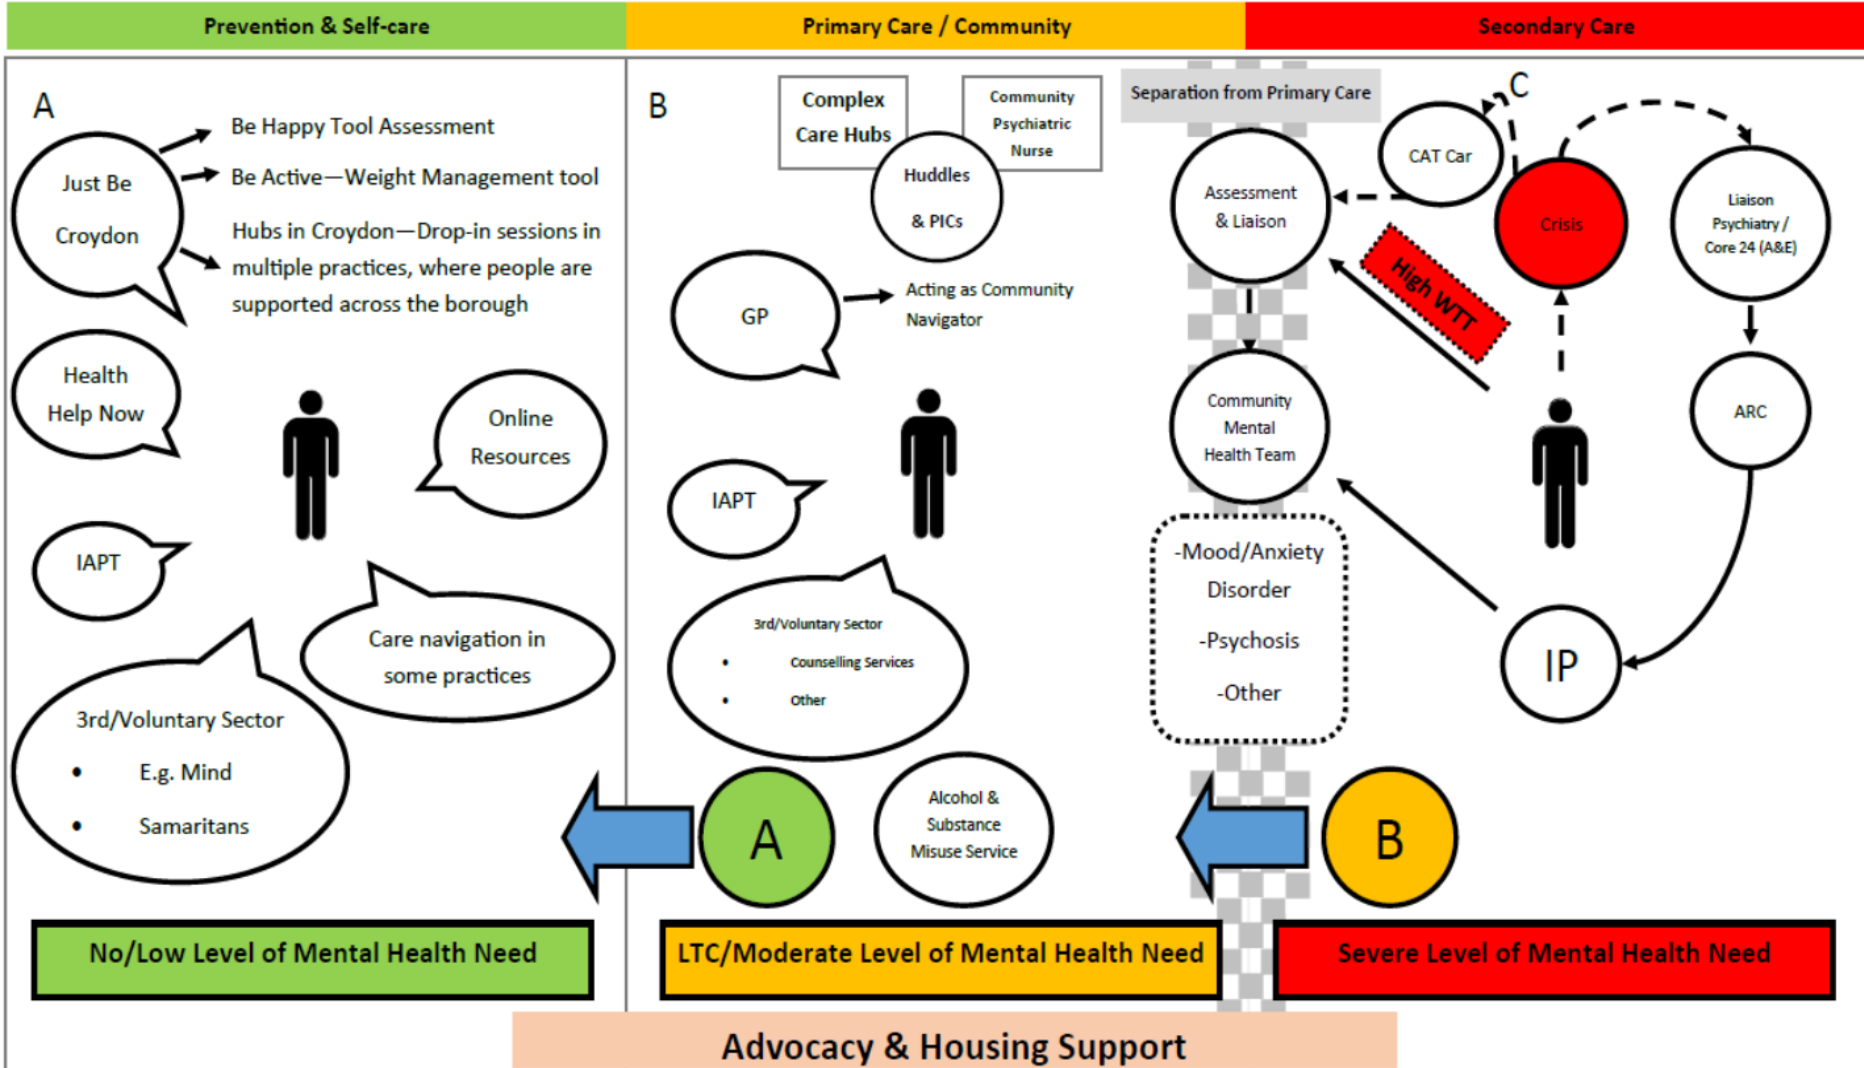 Prevention & Self-care
Primary Care / Community
Secondary Care
A
Just Be
Croydon
Be Happy Tool Assessment
Be Active—Weight Management tool
Hubs in Croydon—Drop-in sessions in
multiple practices, where people are
supported across the borough
Health
Help Now
Online
Resources
IAPT
Care navigation in
some practices
3rd/Voluntary Sector
• E.g. Mind
• Samaritans
No/Low Level of Mental Health Need
B
Complex
Care Hubs
Community
Psychiatric
Nurse
Huddles
& PICs
GP
Acting as Community
Navigator
IAPT
3rd/Voluntary Sector
• Counselling Services
• Other
A
Alcohol &
Substance
Misuse Service
LTC/Moderate Level of Mental Health Need
Separation from Primary Care
Assessment
& Liaison
Community
Mental
Health Team
-Mood/Anxiety
Disorder
-Psychosis
-Other
C
CAT Car
Crisis
Liaison
Psychiatry /
Core 24 (A&E)
High WTT
ARC
IP
B
Severe Level of Mental Health Need
Advocacy & Housing Support